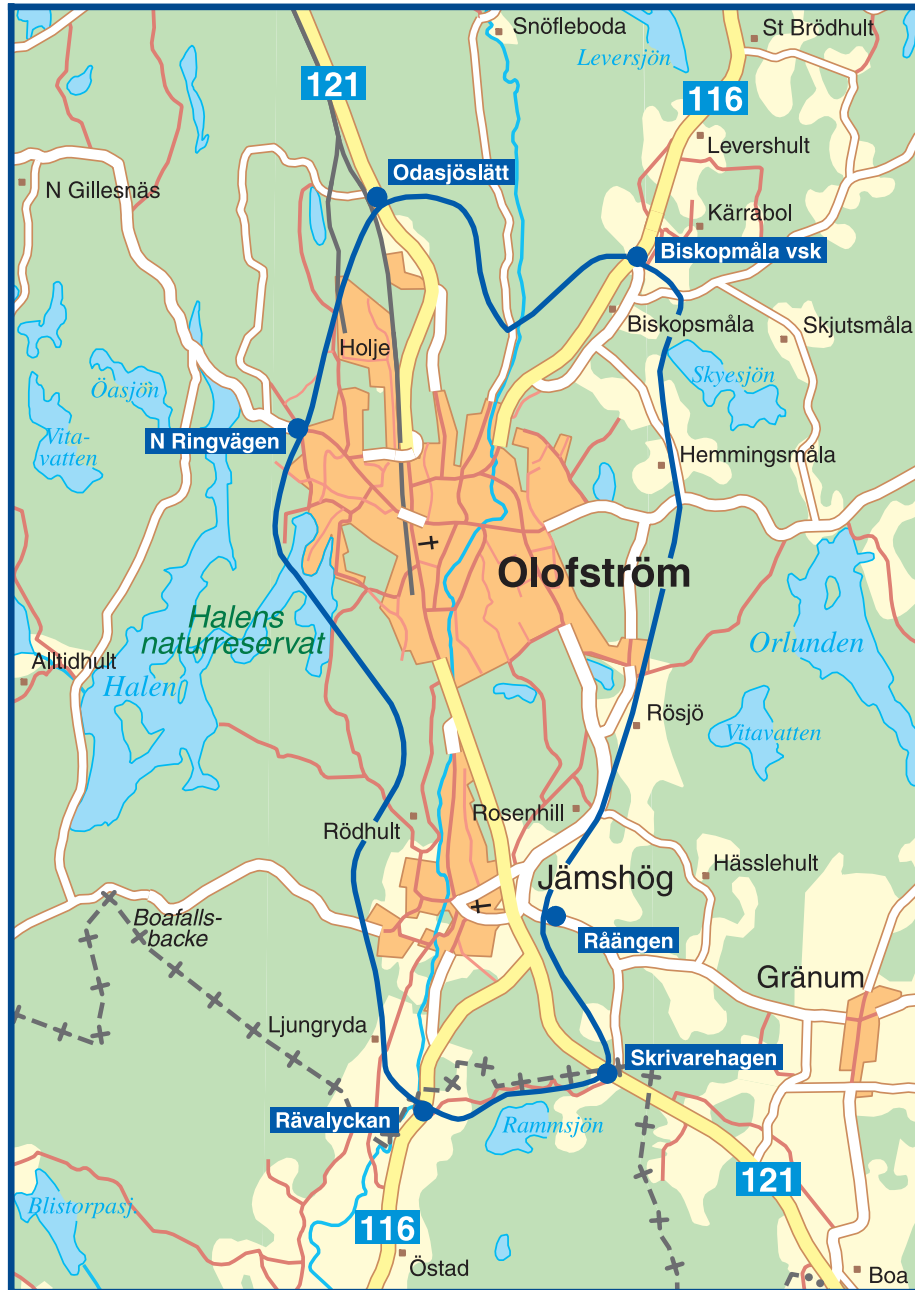 Snöfleboda
St Brödhult
Leversjön
121
116
Levershult
Odasjöslätt
N Gillesnäs
Kärrabol
Biskopmåla vsk
Biskopsmåla
Skjutsmåla
Holje
Öasjön
Skyesjön
N Ringvägen
Vita-
vatten
Hemmingsmåla
Olofström
Halens
naturreservat
Orlunden
Alltidhult
Halen
Rösjö
Vitavatten
Rosenhill
Rödhult
Hässlehult
Jämshög
Boafalls-
backe
Råängen
Gränum
Ljungryda
Skrivarehagen
Rävalyckan
Rammsjön
121
Blistorpasj.
116
Östad
Boa